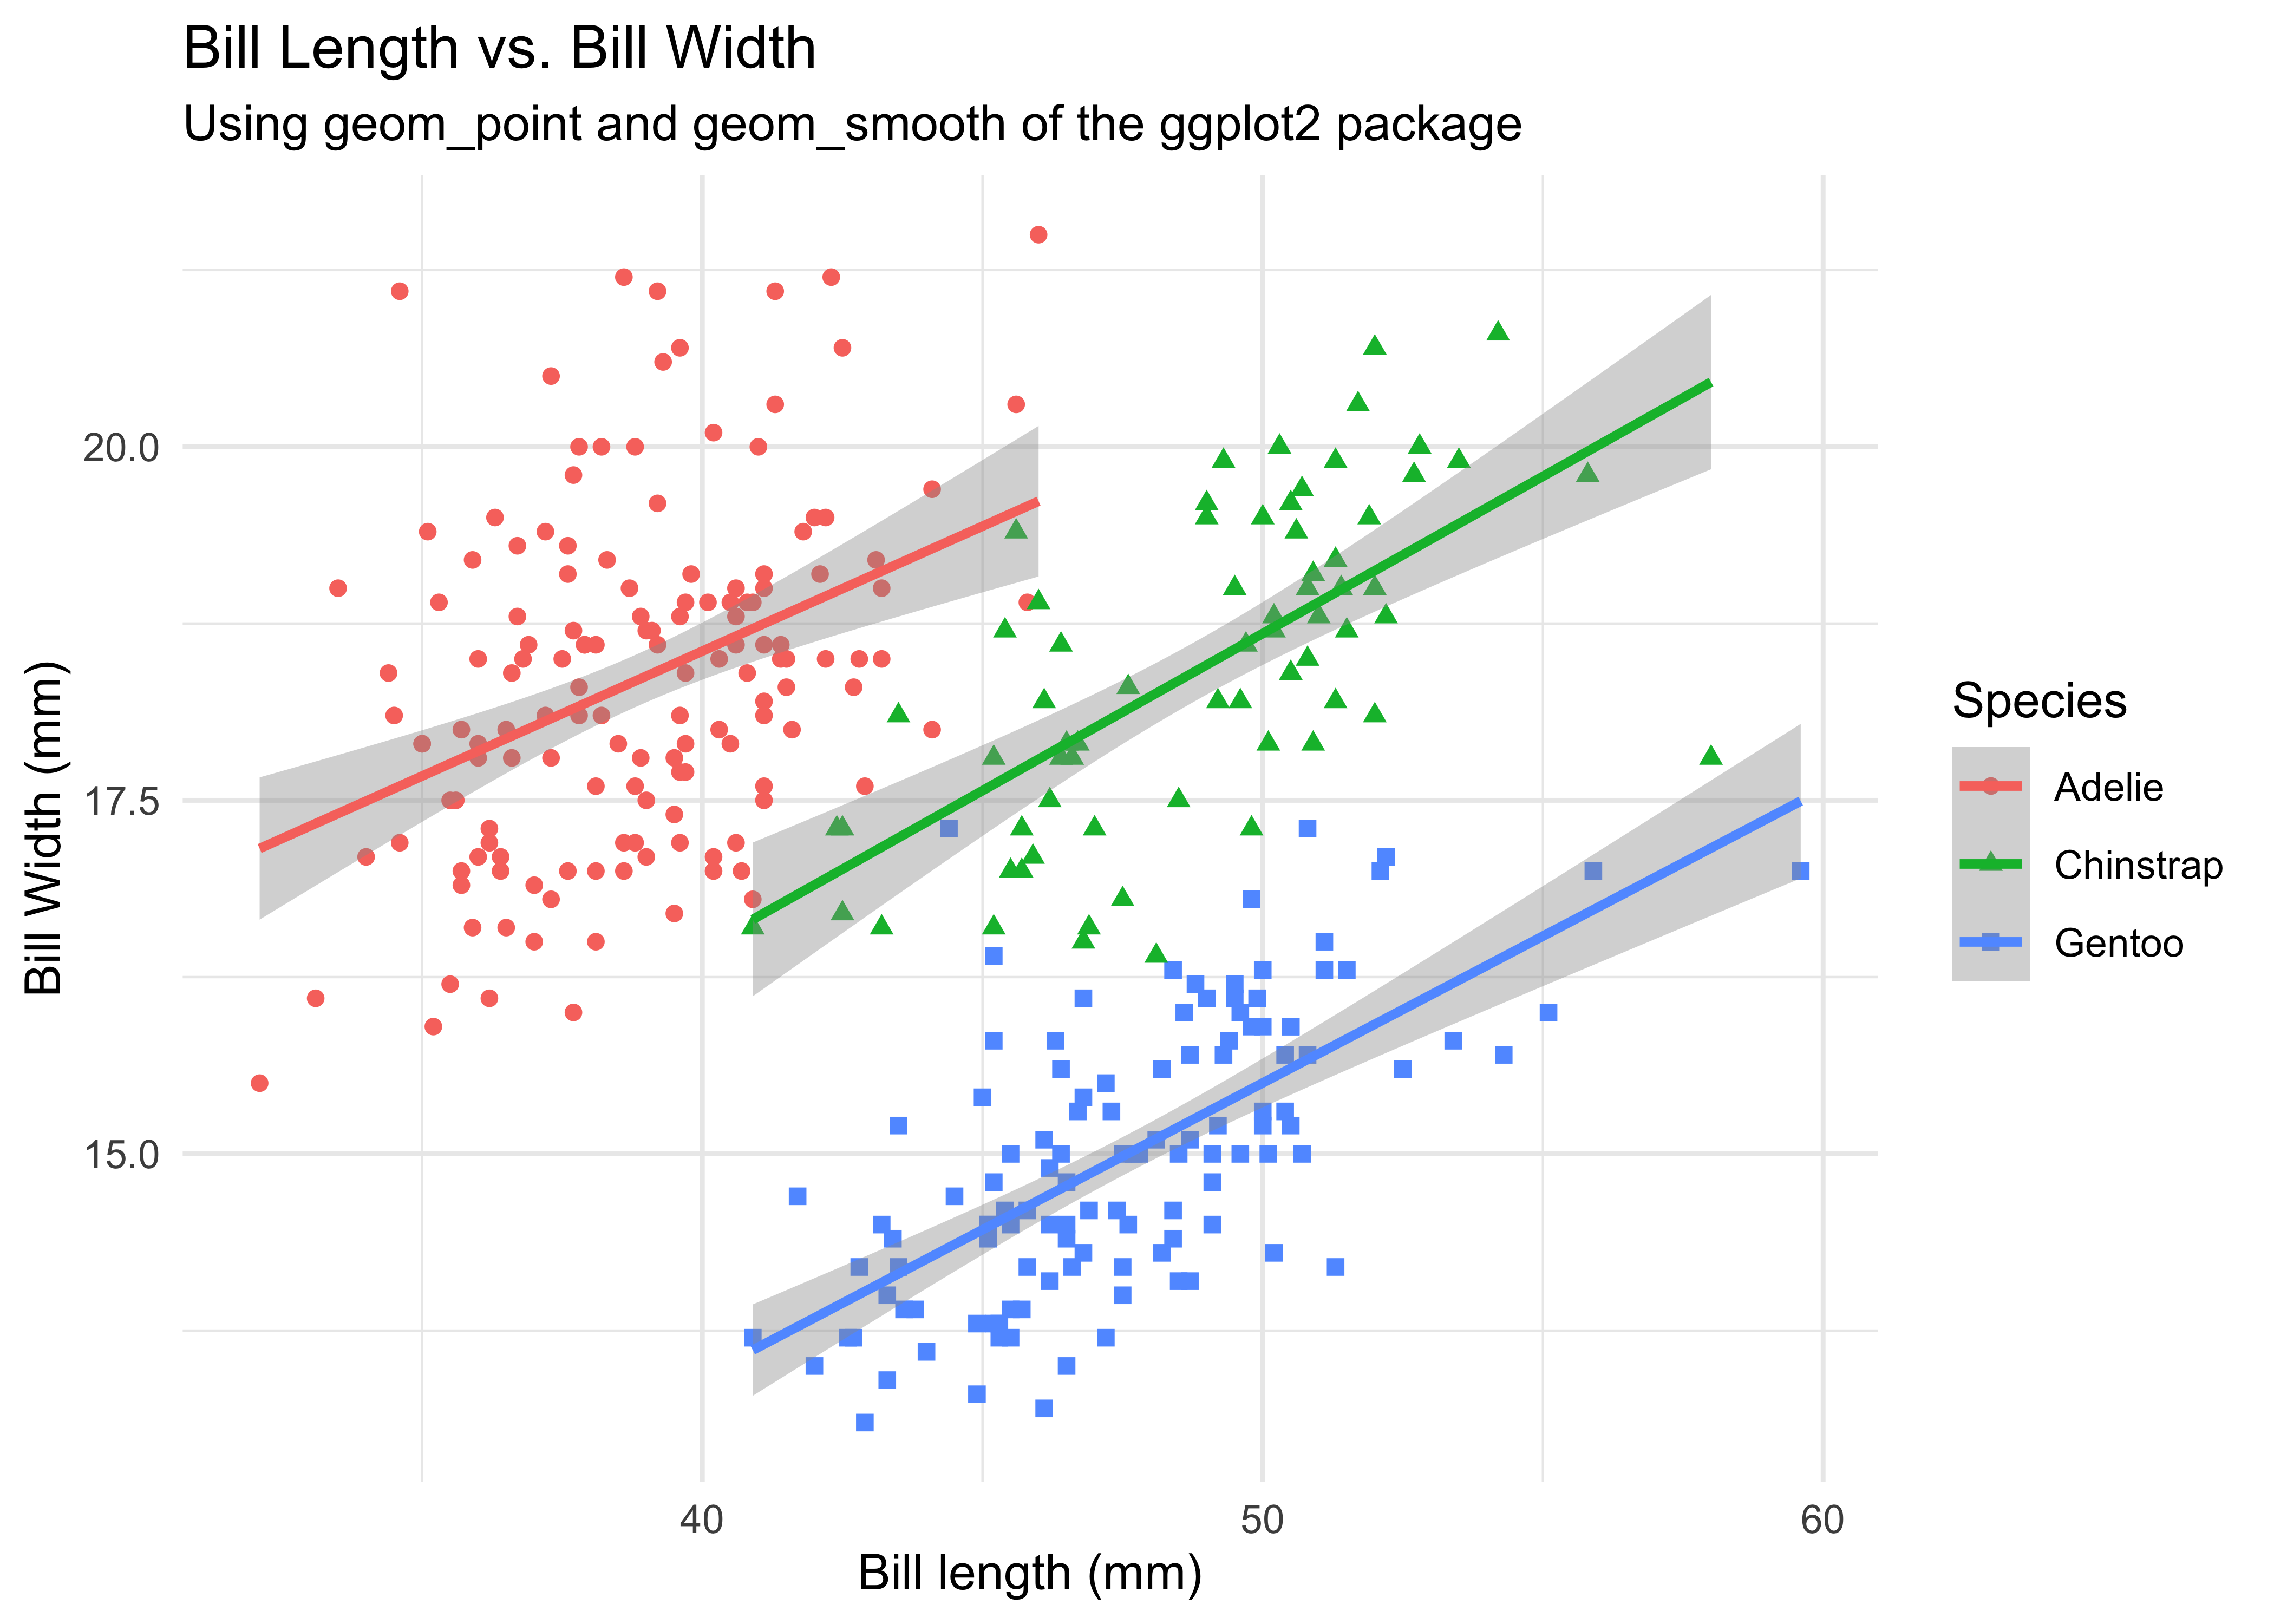 Bill Length vs. Bill Width
Using geom_point and geom_smooth of the ggplot2 package
Bill Width (mm)
20.0
17.5
15.0
40
50
60
Bill length (mm)
Species
Adelie
Chinstrap
Gentoo